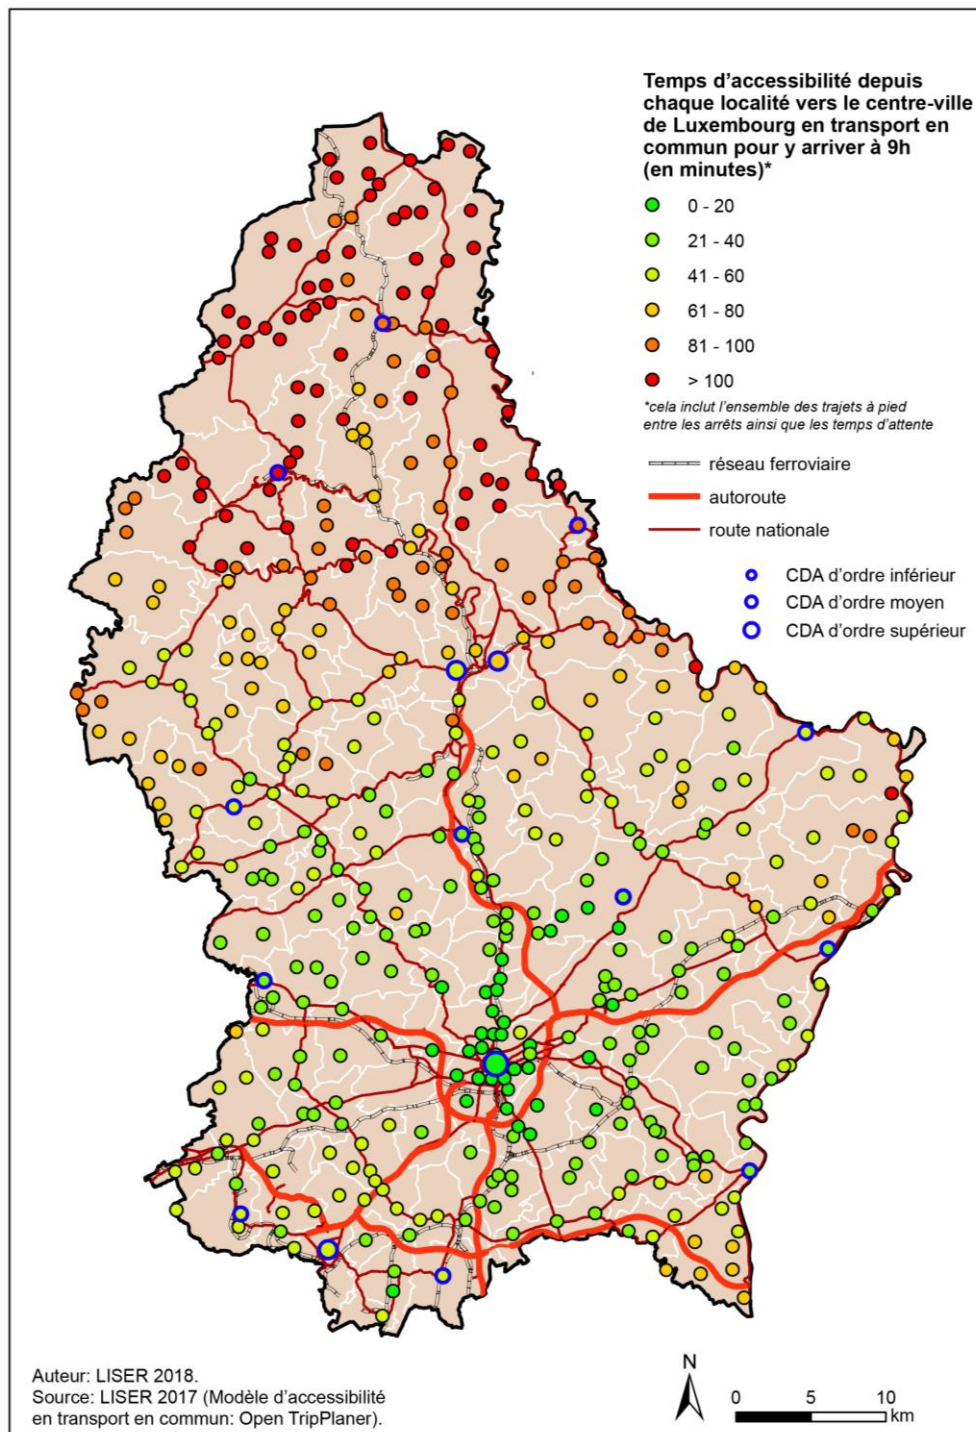 Temps d'accessibilité depuis
chaque localité vers le centre-ville
de Luxembourg en transport en
commun pour y arriver à 9h
(en minutes)*
0 - 20
21 - 40
41 - 60
61 - 80
81 - 100
> 100
*cela inclut l'ensemble des trajets à pied
entre les arrêts ainsi que les temps d'attente
réseau ferroviaire
autoroute
route nationale
CDA d'ordre inférieur
CDA d'ordre moyen
CDA d'ordre supérieur
Auteur: LISER 2018.
Source: LISER 2017 (Modèle d'accessibilité
en transport en commun: Open TripPlaner).
N
0 5 10
km